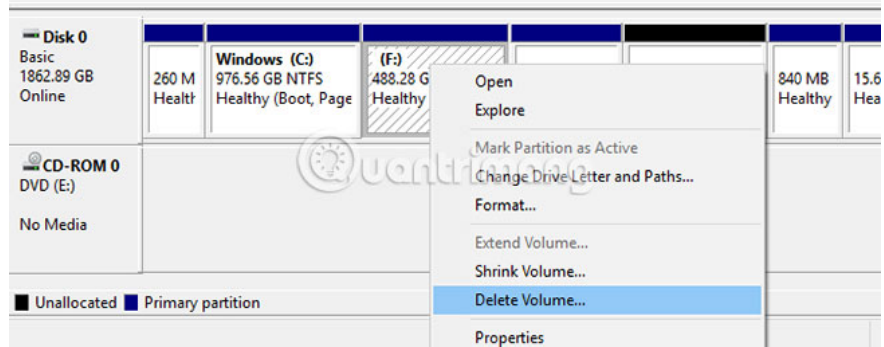 Disk 0
Basic
1862.89 GB
Online
260 M
Healt
Windows (C:)
976.56 GB NTFS
Healthy (Boot, Page
(F:)
488.28 G
Healthy
840 MB
Healthy
15.6
Hea
Open
Explore
Mark Partition as Active
Change Drive Letter and Paths...
Format...
Extend Volume...
Shrink Volume...
Delete Volume...
Properties
CD-ROM 0
DVD (E:)
No Media
Unallocated Primary partition
Quantrimang